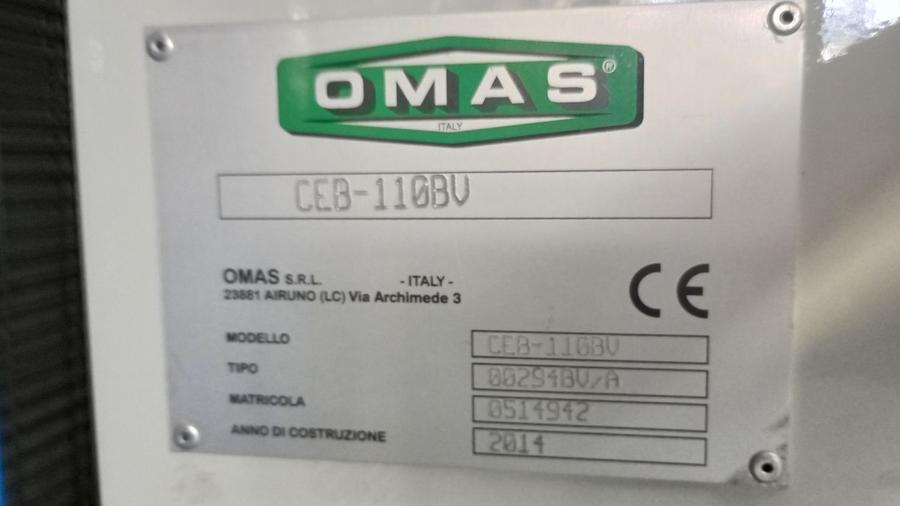 OMAS®
ITALY
CEB-110BV
OMAS S.R.L. - ITALY -
23881 AIRUNO (LC) Via Archimede 3
CE
MODELLO CEB-110BV
TIPO 00294BV/A
MATRICOLA 0514942
ANNO DI COSTRUZIONE 2014